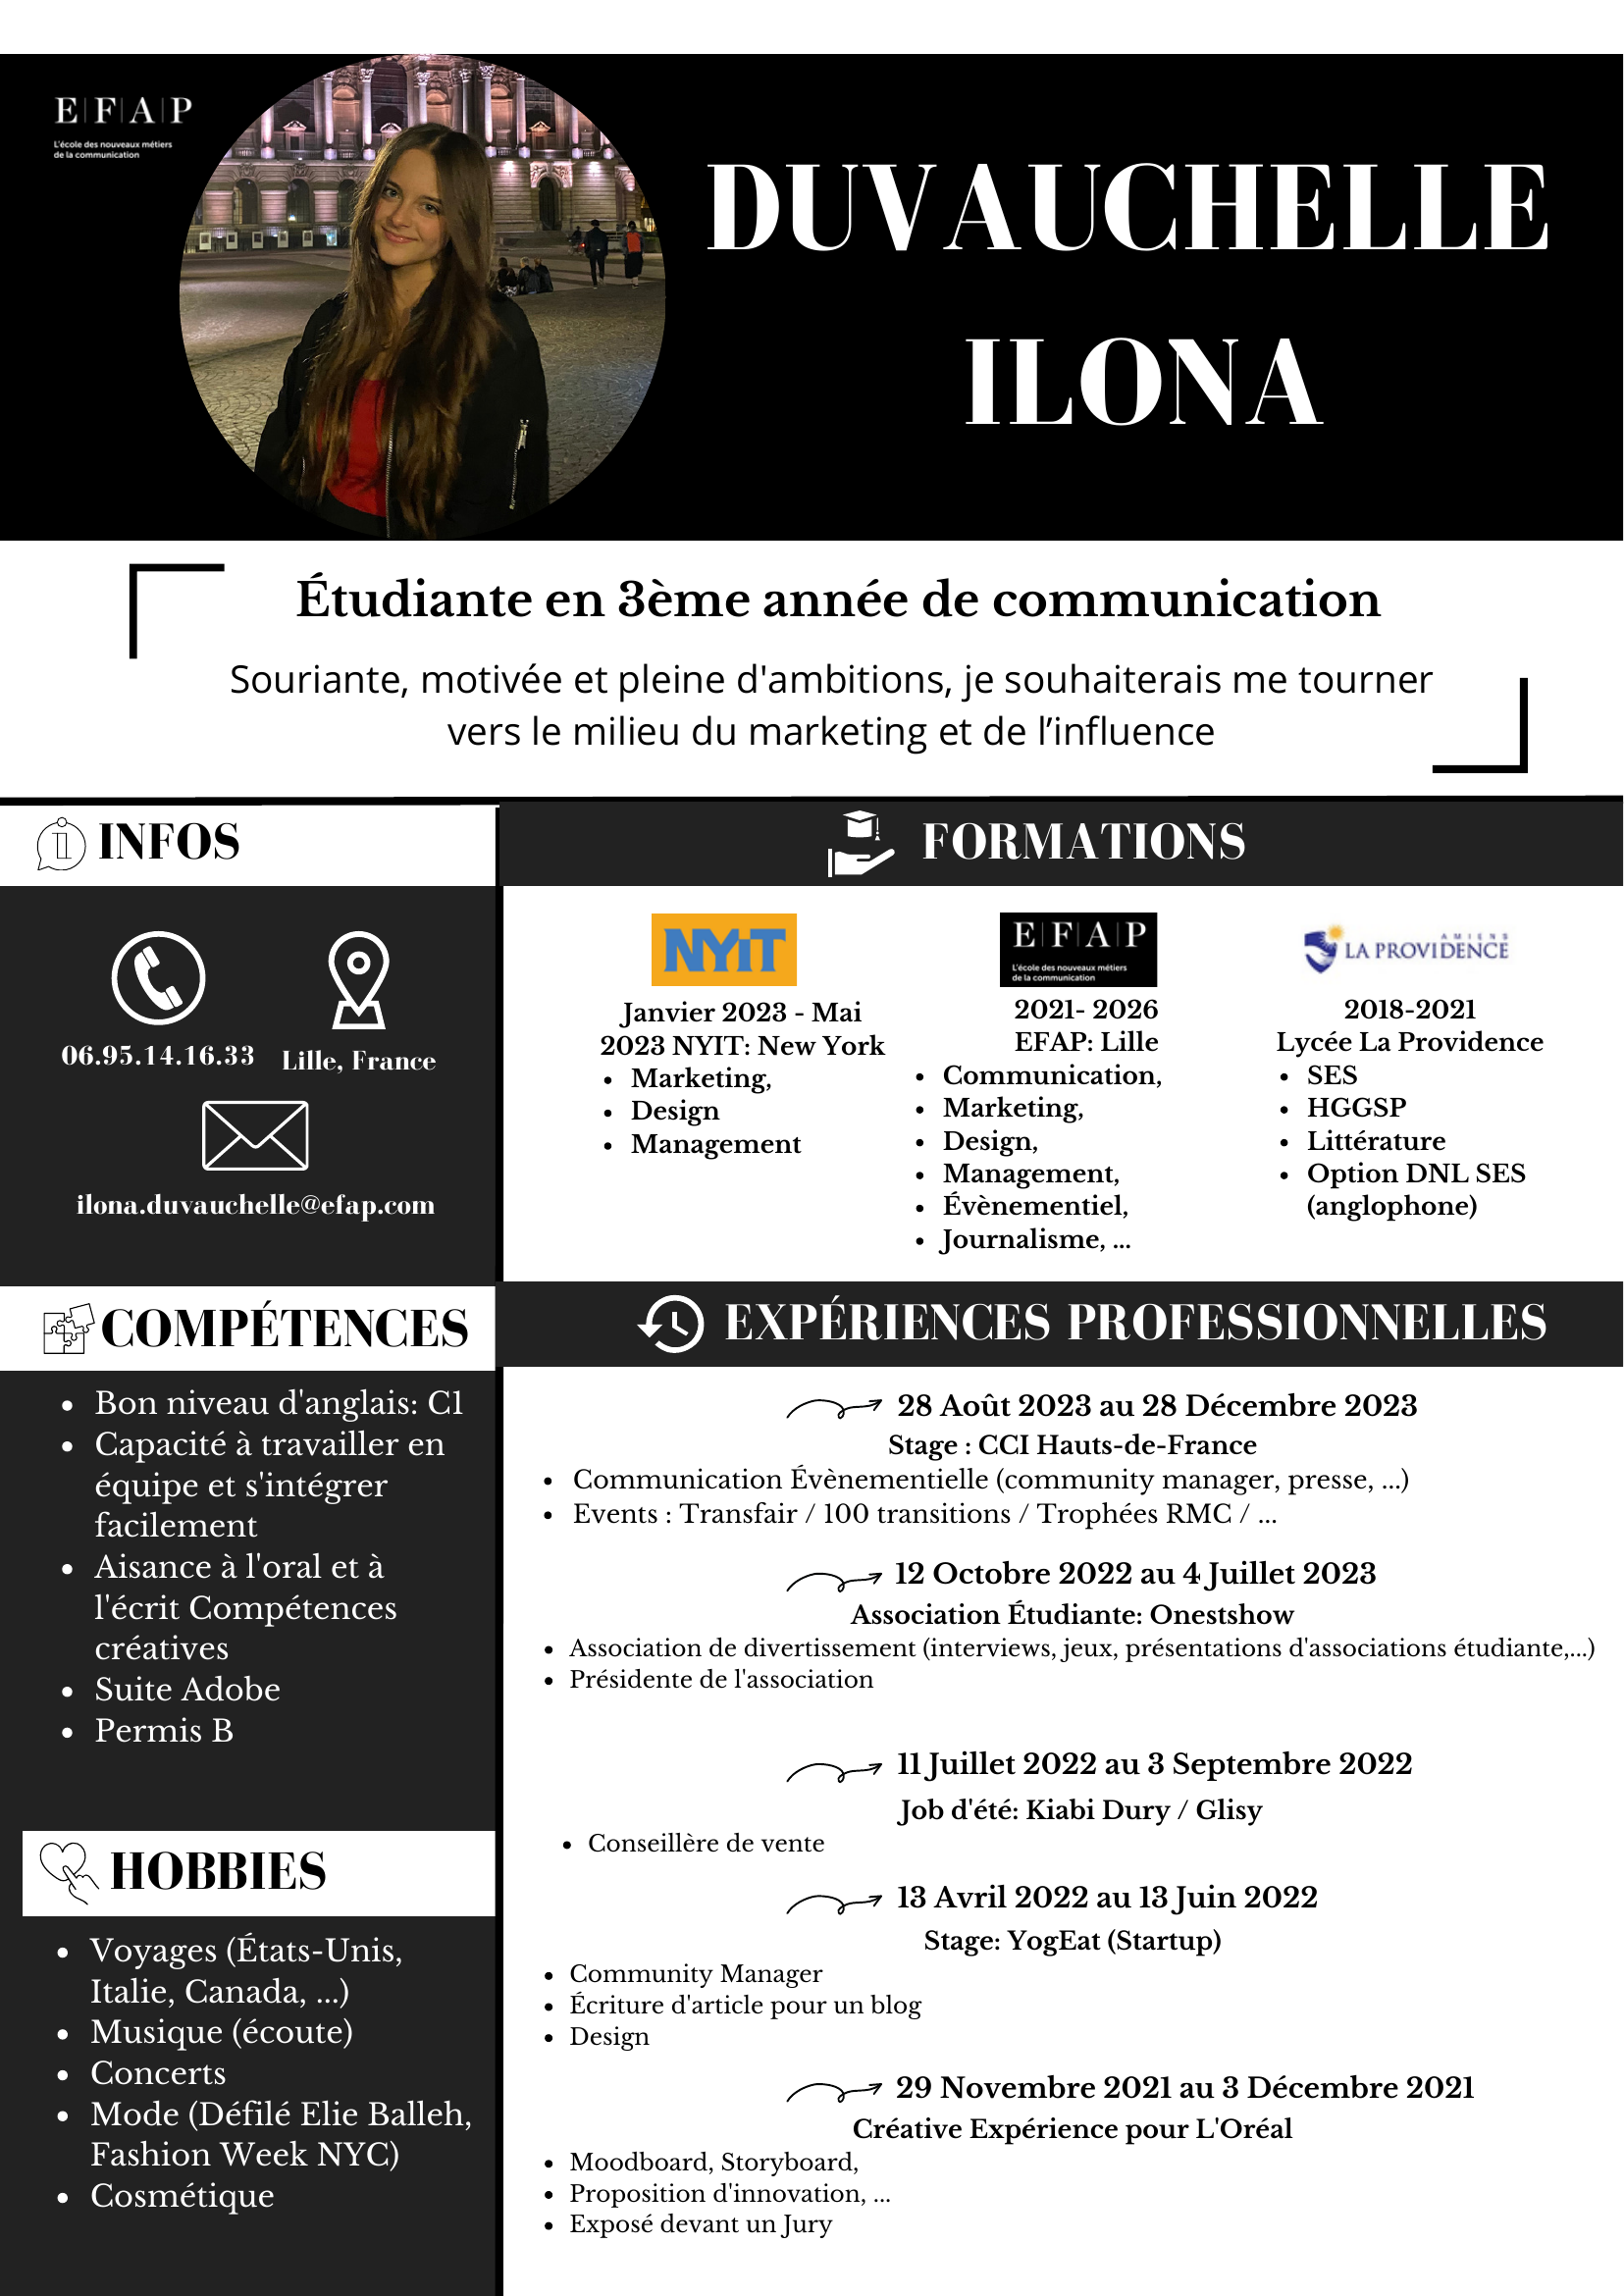 E|F|A|P
L'école des nouveaux métiers
de la communication
DUVAUCHELLE
ILONA
Étudiante en 3ème année de communication
Souriante, motivée et pleine d'ambitions, je souhaiterais me tourner
vers le milieu du marketing et de l’influence
INFOS
06.95.14.16.33
Lille, France
ilona.duvauchelle@efap.com
COMPÉTENCES
• Bon niveau d'anglais: C1
• Capacité à travailler en
équipe et s'intégrer
facilement
• Aisance à l'oral et à
l'écrit Compétences
créatives
• Suite Adobe
• Permis B
HOBBIES
• Voyages (États-Unis,
Italie, Canada, ...)
• Musique (écoute)
• Concerts
• Mode (Défilé Elie Balleh,
Fashion Week NYC)
• Cosmétique
FORMATIONS
NYIT
Janvier 2023 - Mai
2023 NYIT: New York
• Marketing,
• Design
• Management
E|F|A|P
L'école des nouveaux métiers
de la communication
2021- 2026
EFAP: Lille
• Communication,
• Marketing,
• Design,
• Management,
• Évènementiel,
• Journalisme, ...
AMIENS
LA PROVIDENCE
2018-2021
Lycée La Providence
• SES
• HGGSP
• Littérature
• Option DNL SES
(anglophone)
EXPÉRIENCES PROFESSIONNELLES
28 Août 2023 au 28 Décembre 2023
Stage : CCI Hauts-de-France
• Communication Évènementielle (community manager, presse, ...)
• Events : Transfair / 100 transitions / Trophées RMC / ...
12 Octobre 2022 au 4 Juillet 2023
Association Étudiante: Onestshow
• Association de divertissement (interviews, jeux, présentations d'associations étudiante,...)
• Présidente de l'association
11 Juillet 2022 au 3 Septembre 2022
Job d'été: Kiabi Dury / Glisy
• Conseillère de vente
13 Avril 2022 au 13 Juin 2022
Stage: YogEat (Startup)
• Community Manager
• Écriture d'article pour un blog
• Design
29 Novembre 2021 au 3 Décembre 2021
Créative Expérience pour L'Oréal
• Moodboard, Storyboard,
• Proposition d'innovation, ...
• Exposé devant un Jury